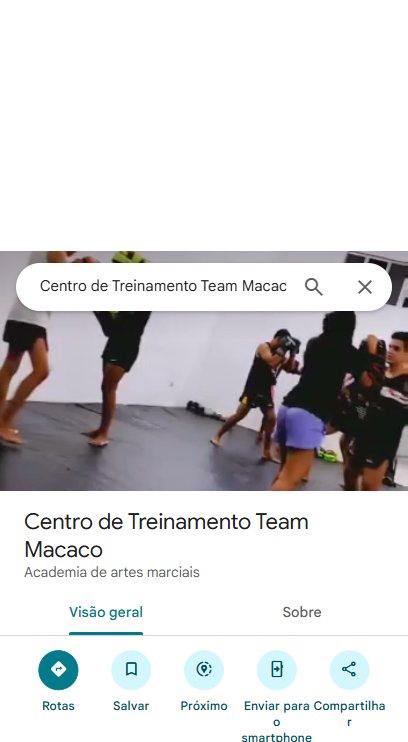 Centro de Treinamento Team Macac
Centro de Treinamento Team
Macaco
Academia de artes marciais
Visão geral
Sobre
Rotas
Salvar
Próximo
Enviar para
o
smartphone
Compartilha
r